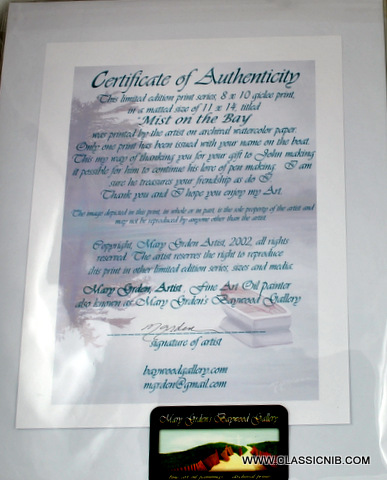 Certificate of Authenticity
This limited edition print series, 8 x 10 giclee print,
in a matted size of 11 x 14, titled
"Mist on the Bay"
was printed by the artist on archival watercolor paper.
Only one print has been issued with your name on the boat.
This my way of thanking you for your gift to John making
it possible for him to continue his love of pen making. I am
sure he treasures your friendship as do I.
Thank you and I hope you enjoy my Art.
The image depicted in this print, in whole or in part, is the sole property of the artist and
may not be reproduced by anyone other than the artist
Copyright, Mary Grden Artist, 2002, all rights
reserved. The artist reserves the right to reproduce
this print in other limited edition series, sizes and media.
Mary Grden Artist, Fine Art Oil painter
also known as Mary Grden's Baywood Gallery
M grden
signature of artist
baywoodgallery.com
mgrden@gmail.com
Mary Grden's Baywood Gallery
WWW.CLASSICNIB.COM